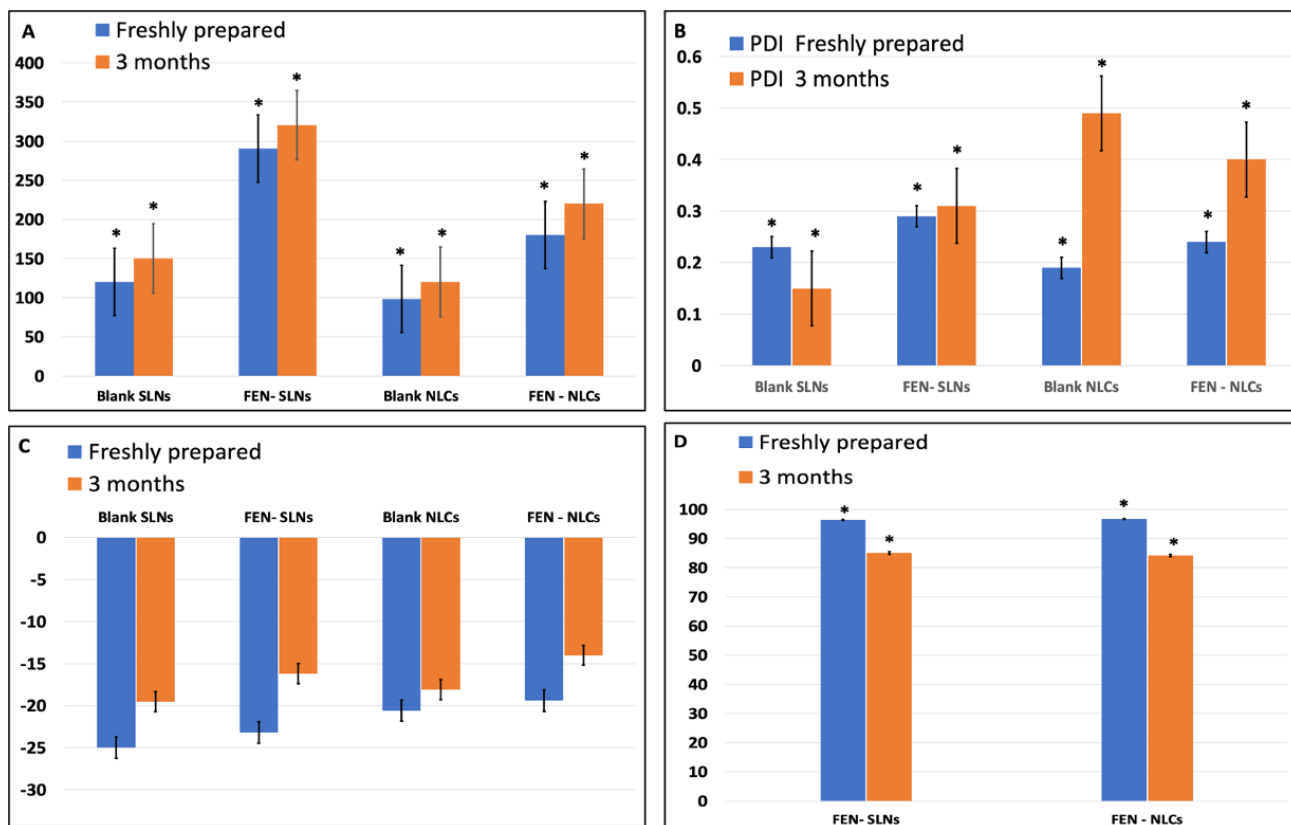 A
Freshly prepared
3 months
400
350
300
250
200
150
100
50
0
* * * * * * * *
Blank SLNs FEN- SLNs Blank NLCs FEN - NLCs
B
PDI Freshly prepared
PDI 3 months
0.6
0.5
0.4
0.3
0.2
0.1
0
* * * * * * * *
Blank SLNs FEN- SLNs Blank NLCs FEN - NLCs
C
Freshly prepared
3 months
Blank SLNs FEN- SLNs Blank NLCs FEN - NLCs
0
-5
-10
-15
-20
-25
-30
D
Freshly prepared
3 months
100
90
80
70
60
50
40
30
20
10
0
* * * *
FEN- SLNs FEN - NLCs